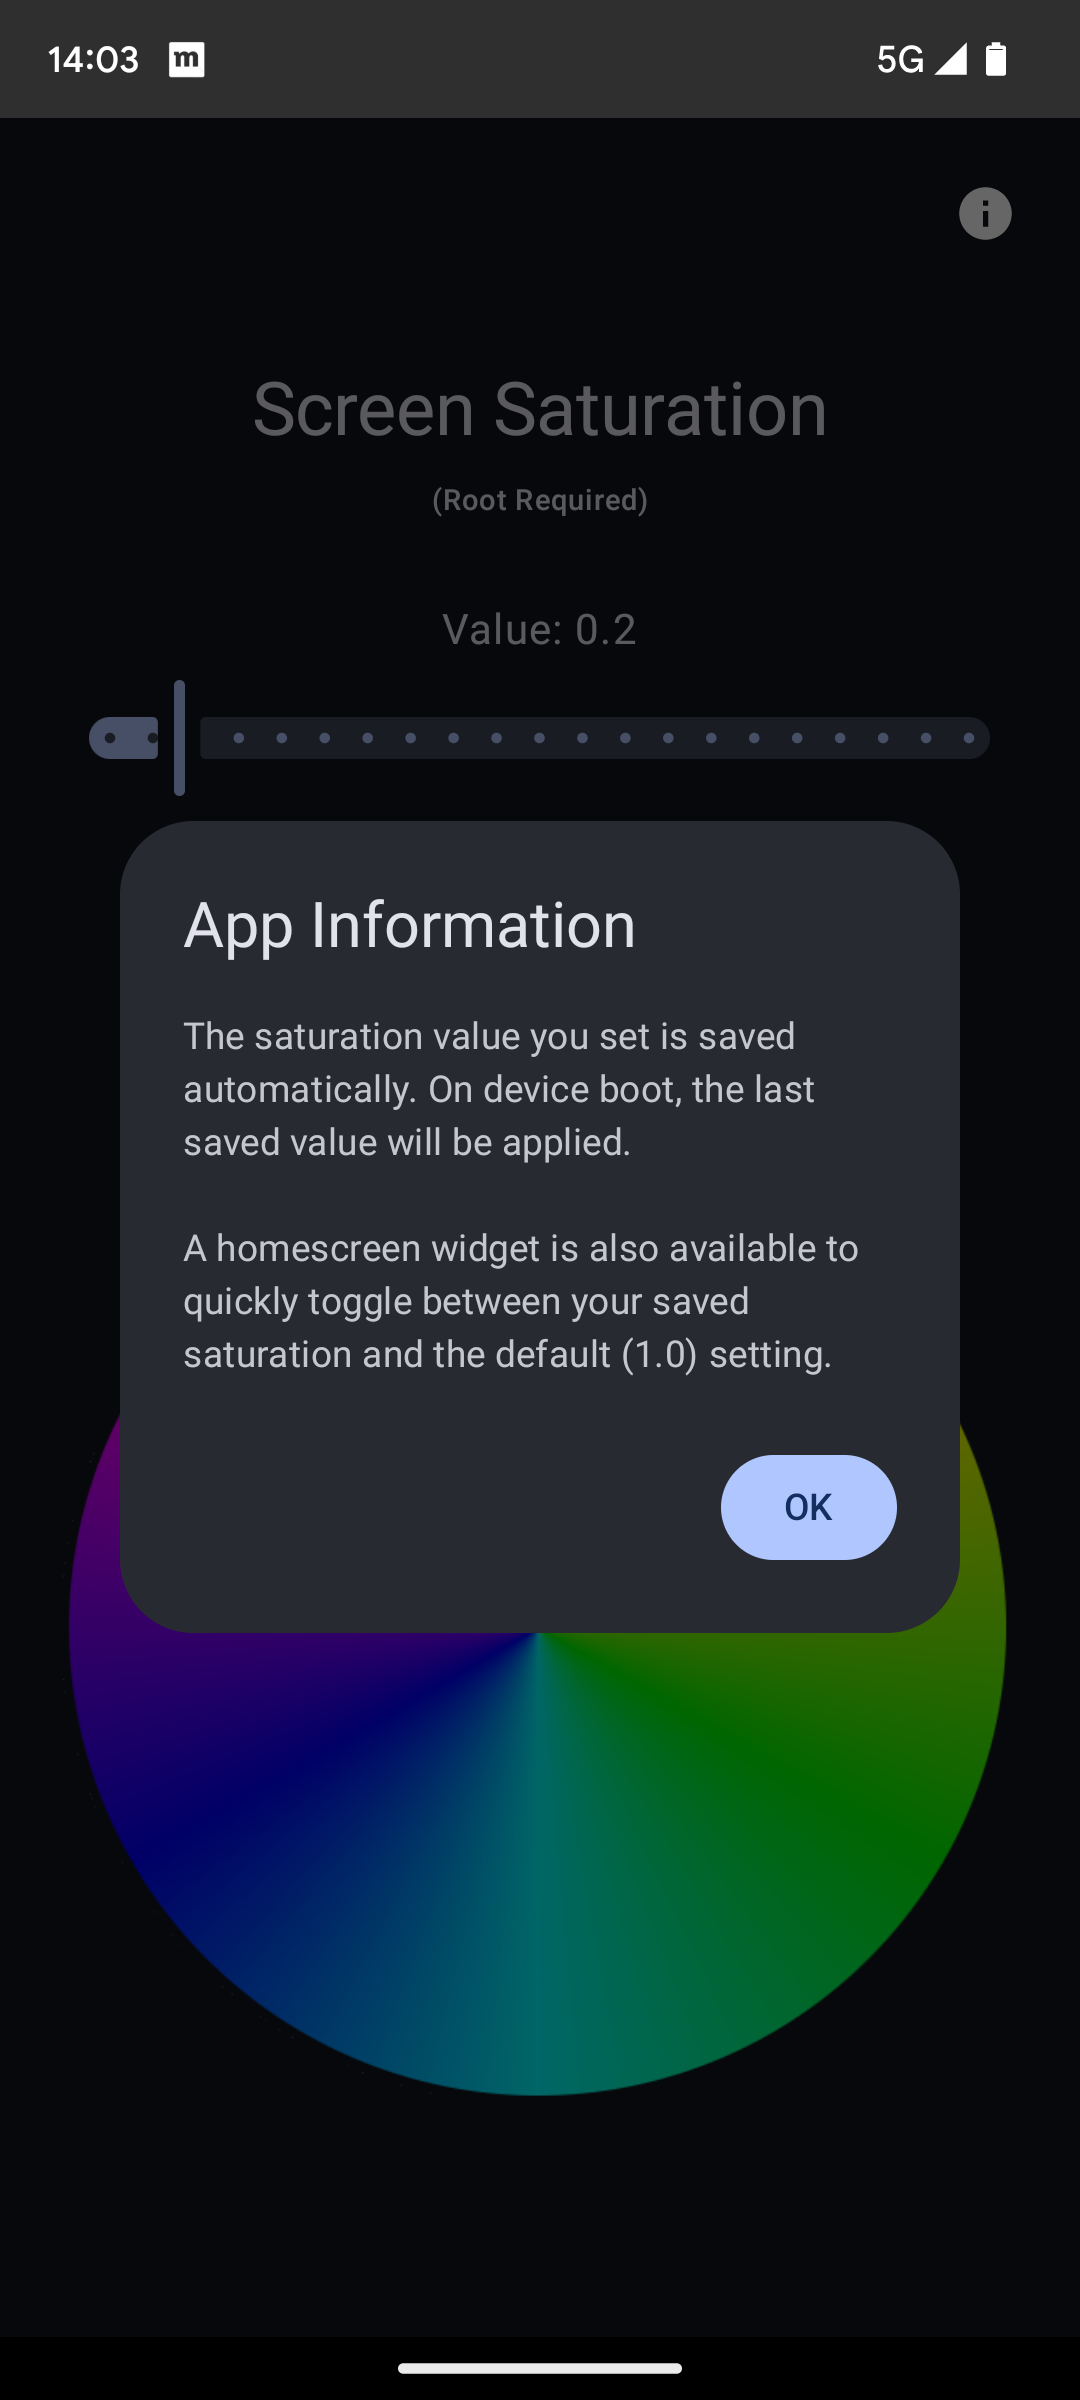 14:03 m 5G
Screen Saturation
(Root Required)
Value: 0.2
App Information
The saturation value you set is saved
automatically. On device boot, the last
saved value will be applied.
A homescreen widget is also available to
quickly toggle between your saved
saturation and the default (1.0) setting.
OK